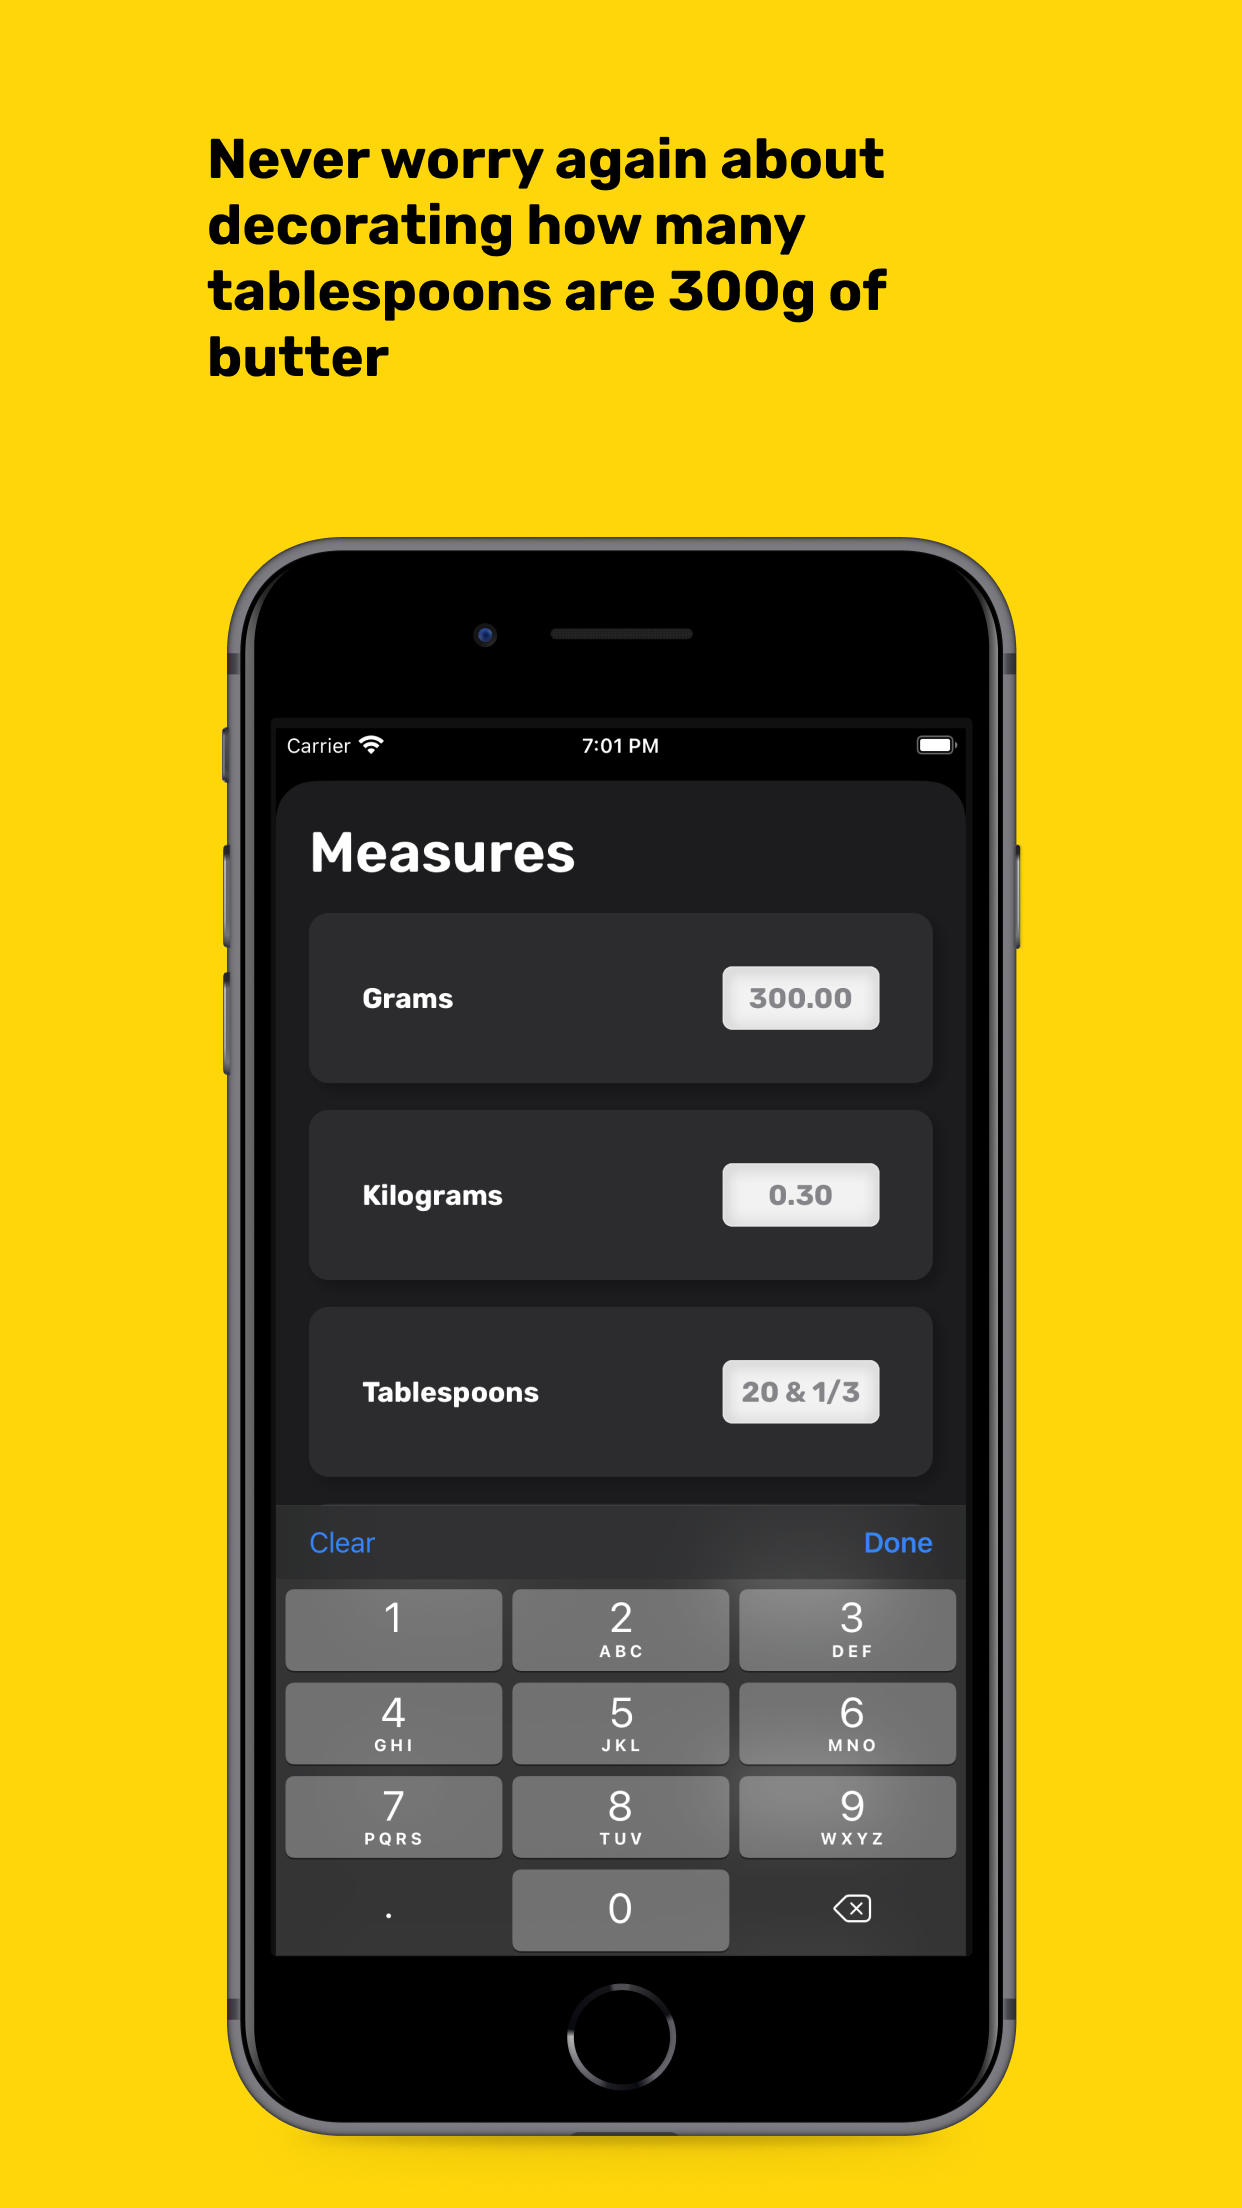 Never worry again about
decorating how many
tablespoons are 300g of
butter
Carrier 7:01 PM
Measures
Grams 300.00
Kilograms 0.30
Tablespoons 20 & 1/3
Clear Done
1 2 3
ABC DEF
4 5 6
GHI JKL MNO
7 8 9
PQRS TUV WXYZ
. 0